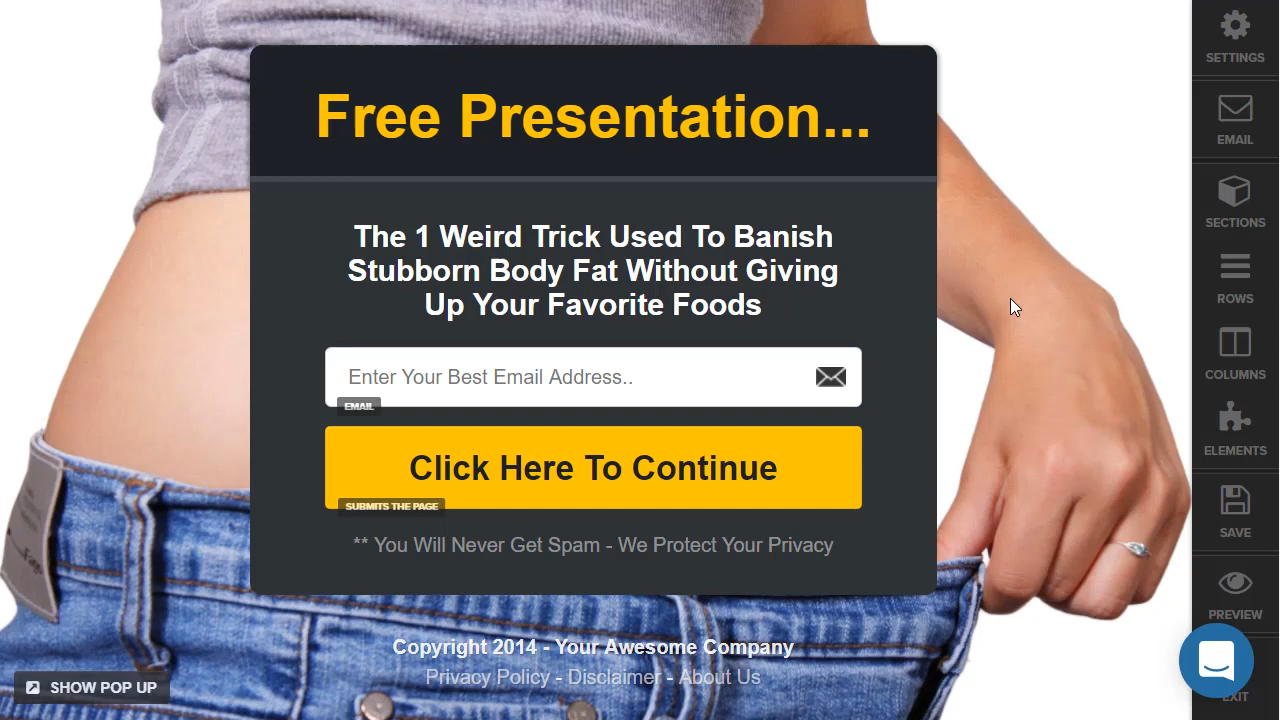 Free Presentation...
The 1 Weird Trick Used To Banish
Stubborn Body Fat Without Giving
Up Your Favorite Foods
Enter Your Best Email Address..
EMAIL
Click Here To Continue
SUBMITS THE PAGE
** You Will Never Get Spam - We Protect Your Privacy
Copyright 2014 - Your Awesome Company
Privacy Policy - Disclaimer - About Us
SHOW POP UP
SETTINGS
EMAIL
SECTIONS
ROWS
COLUMNS
ELEMENTS
SAVE
PREVIEW
EXIT